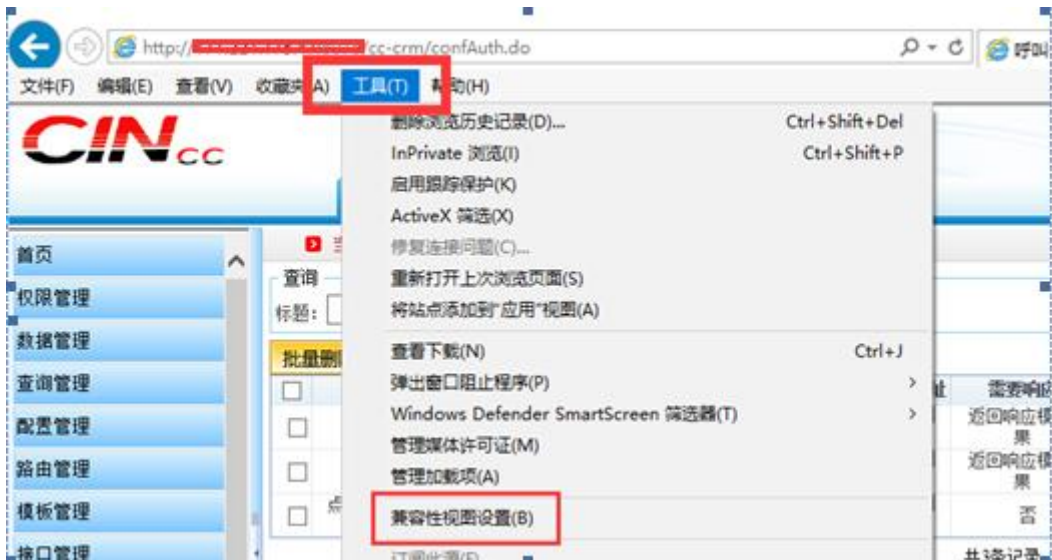 http://
/cc-crm/confAuth.do
呼叫
文件(F) 编辑(E) 查看(V) 收藏夹(A) 工具(T) 帮助(H)
CINcc
删除浏览历史记录(D)... Ctrl+Shift+Del
InPrivate 浏览(I) Ctrl+Shift+P
启用跟踪保护(K)
ActiveX 筛选(X)
修复连接问题(C)...
重新打开上次浏览页面(S)
将站点添加到“应用”视图(A)
查看下载(N) Ctrl+J
弹出窗口阻止程序(P)
Windows Defender SmartScreen 筛选器(T)
管理媒体许可证(M)
管理加载项(A)
兼容性视图设置(B)
订阅此源(F)...
首页
权限管理
数据管理
查询管理
配置管理
路由管理
模板管理
接口管理
查询
标题:
批量删
点
址 需要响应
返回响应模
果
返回响应模
果
否
共3条记录